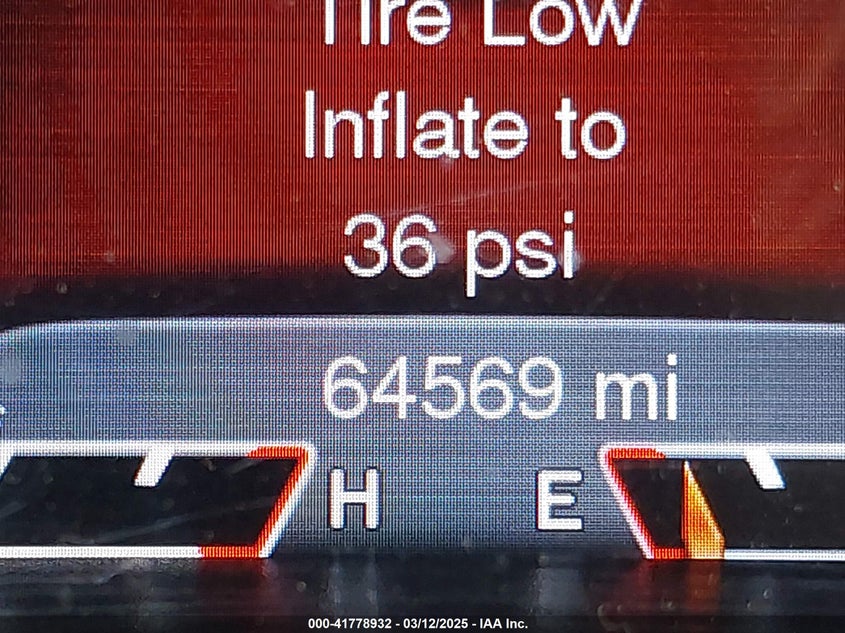 Tire Low
Inflate to
36 psi
64569 mi
H E
000-41778932 - 03/12/2025 - IAA Inc.